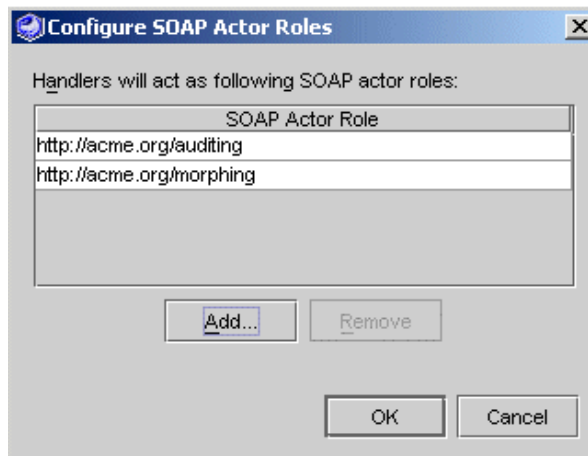 Configure SOAP Actor Roles
Handlers will act as following SOAP actor roles:
SOAP Actor Role
http://acme.org/auditing
http://acme.org/morphing
Add... Remove
OK Cancel